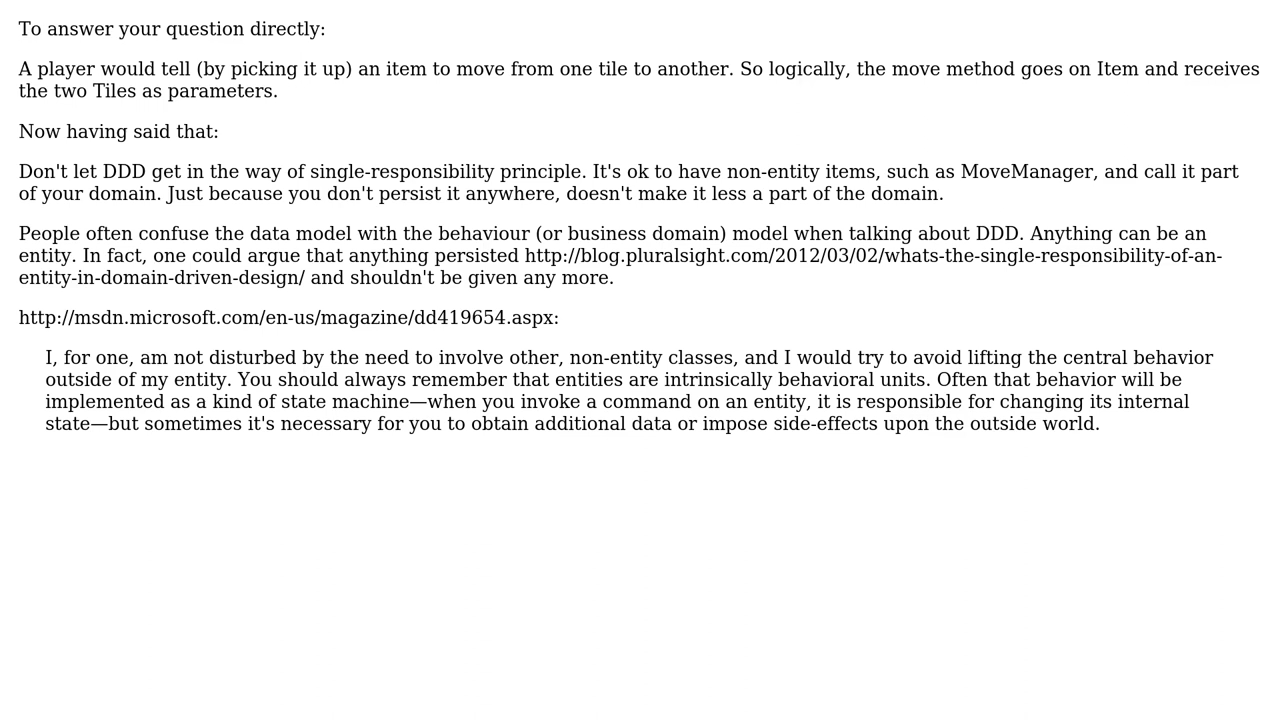 To answer your question directly:
A player would tell (by picking it up) an item to move from one tile to another. So logically, the move method goes on Item and receives
the two Tiles as parameters.
Now having said that:
Don't let DDD get in the way of single-responsibility principle. It's ok to have non-entity items, such as MoveManager, and call it part
of your domain. Just because you don't persist it anywhere, doesn't make it less a part of the domain.
People often confuse the data model with the behaviour (or business domain) model when talking about DDD. Anything can be an
entity. In fact, one could argue that anything persisted http://blog.pluralsight.com/2012/03/02/whats-the-single-responsibility-of-an-
entity-in-domain-driven-design/ and shouldn't be given any more.
http://msdn.microsoft.com/en-us/magazine/dd419654.aspx:
I, for one, am not disturbed by the need to involve other, non-entity classes, and I would try to avoid lifting the central behavior
outside of my entity. You should always remember that entities are intrinsically behavioral units. Often that behavior will be
implemented as a kind of state machine—when you invoke a command on an entity, it is responsible for changing its internal
state—but sometimes it's necessary for you to obtain additional data or impose side-effects upon the outside world.